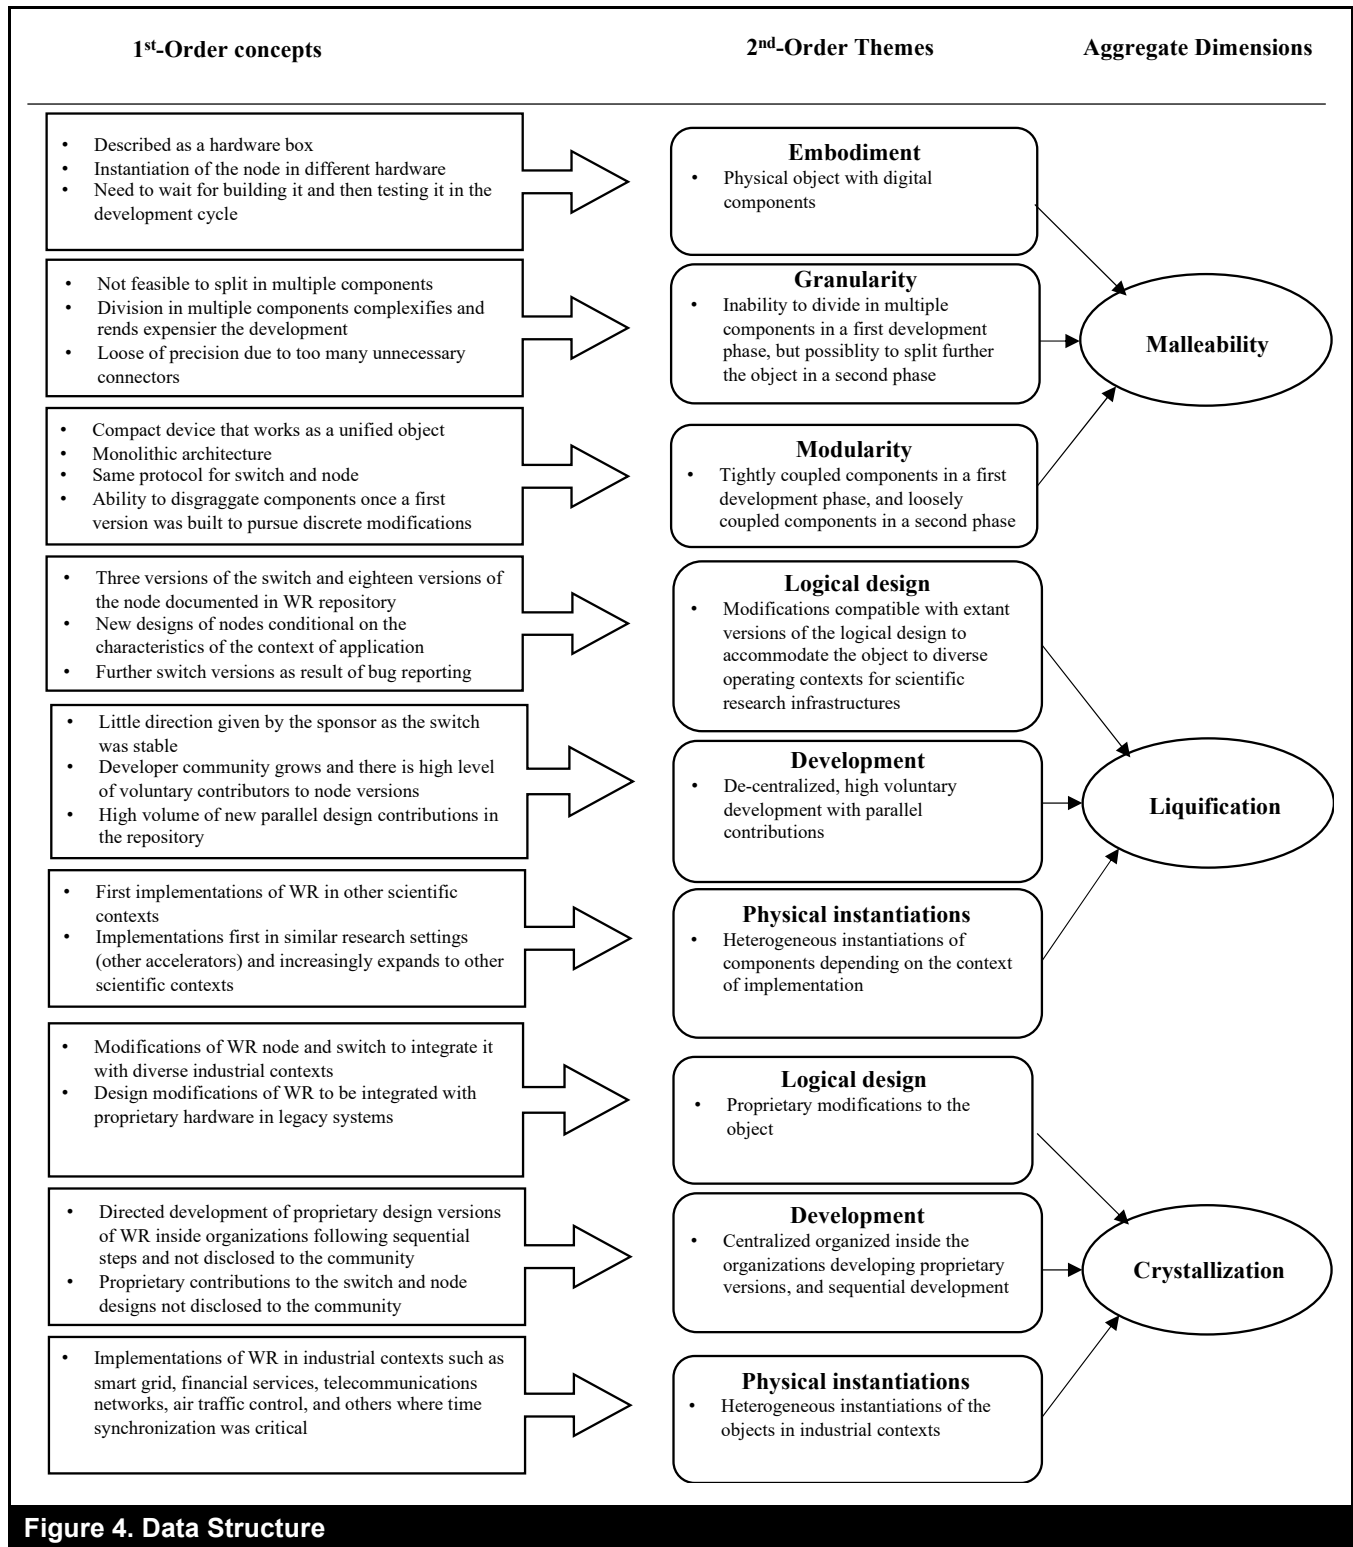 1st-Order concepts
2nd-Order Themes
Aggregate Dimensions
• Described as a hardware box
• Instantiation of the node in different hardware
• Need to wait for building it and then testing it in the
development cycle
Embodiment
• Physical object with digital
components
• Not feasible to split in multiple components
• Division in multiple components complexifies and
rends expensier the development
• Loose of precision due to too many unnecessary
connectors
Granularity
• Inability to divide in multiple
components in a first development
phase, but possiblity to split further
the object in a second phase
Malleability
• Compact device that works as a unified object
• Monolithic architecture
• Same protocol for switch and node
• Ability to disgraggate components once a first
version was built to pursue discrete modifications
Modularity
• Tightly coupled components in a first
development phase, and loosely
coupled components in a second phase
• Three versions of the switch and eighteen versions of
the node documented in WR repository
• New designs of nodes conditional on the
characteristics of the context of application
• Further switch versions as result of bug reporting
Logical design
• Modifications compatible with extant
versions of the logical design to
accommodate the object to diverse
operating contexts for scientific
research infrastructures
• Little direction given by the sponsor as the switch
was stable
• Developer community grows and there is high level
of voluntary contributors to node versions
• High volume of new parallel design contributions in
the repository
Development
• De-centralized, high voluntary
development with parallel
contributions
Liquification
• First implementations of WR in other scientific
contexts
• Implementations first in similar research settings
(other accelerators) and increasingly expands to other
scientific contexts
Physical instantiations
• Heterogeneous instantiations of
components depending on the context
of implementation
• Modifications of WR node and switch to integrate it
with diverse industrial contexts
• Design modifications of WR to be integrated with
proprietary hardware in legacy systems
Logical design
• Proprietary modifications to the
object
• Directed development of proprietary design versions
of WR inside organizations following sequential
steps and not disclosed to the community
• Proprietary contributions to the switch and node
designs not disclosed to the community
Development
• Centralized organized inside the
organizations developing proprietary
versions, and sequential development
Crystallization
• Implementations of WR in industrial contexts such as
smart grid, financial services, telecommunications
networks, air traffic control, and others where time
synchronization was critical
Physical instantiations
• Heterogeneous instantiations of the
objects in industrial contexts
Figure 4. Data Structure